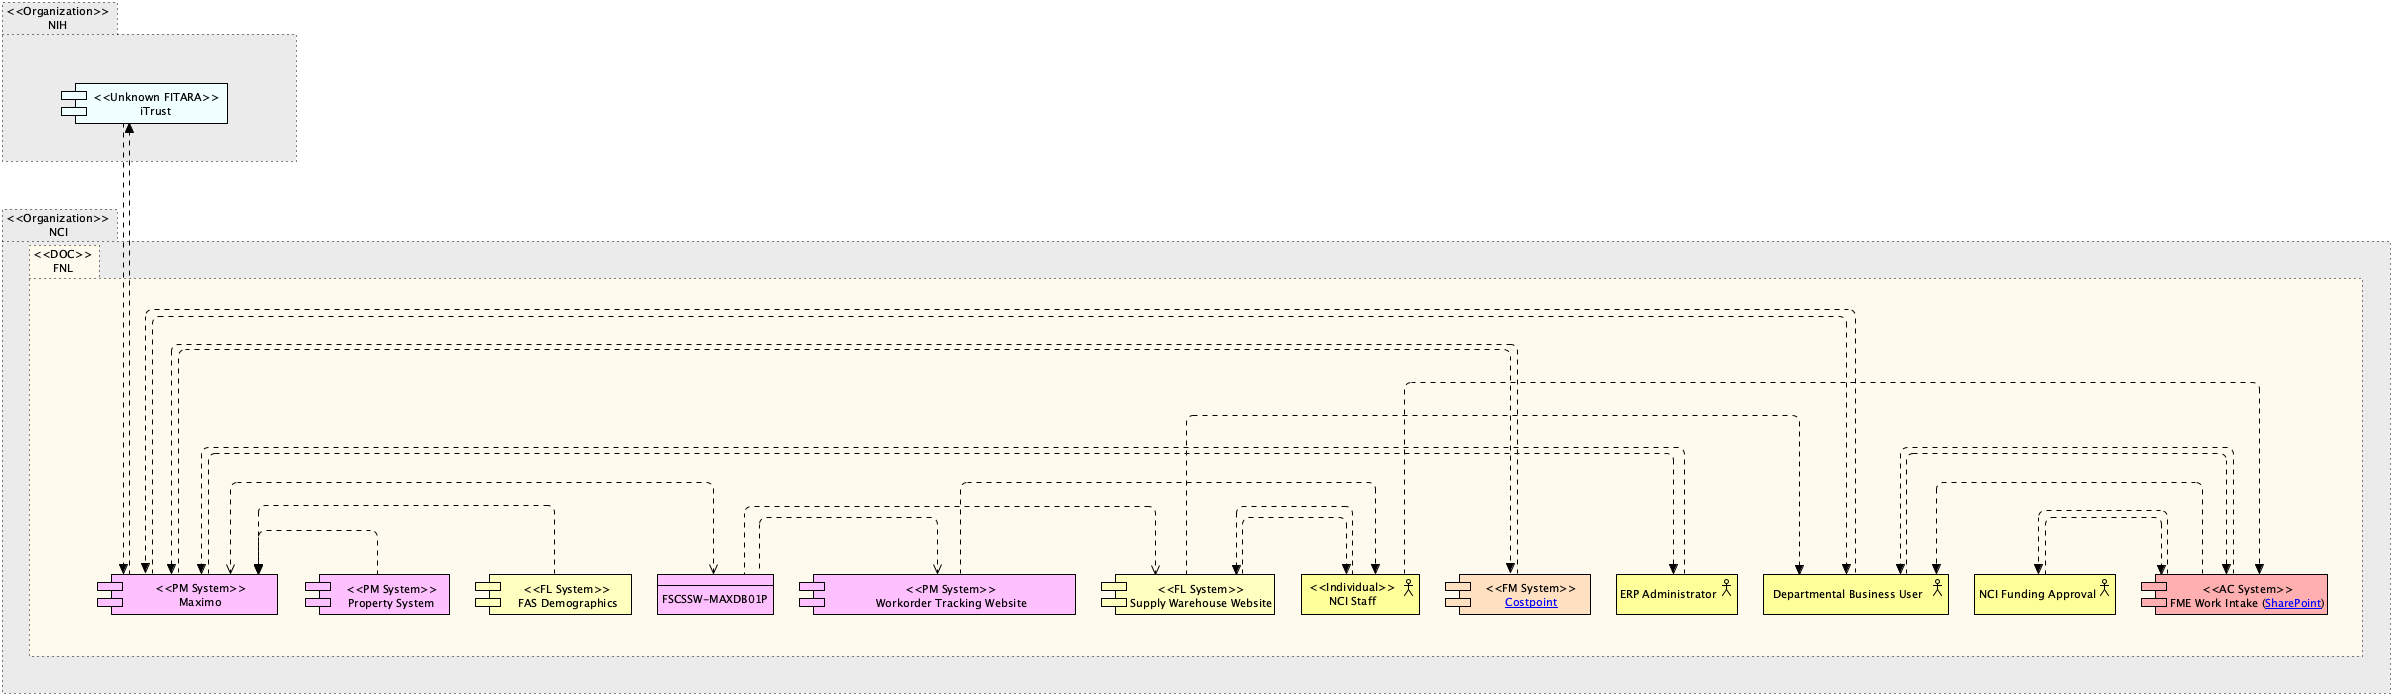 <<Organization>>
NIH
<<Unknown FITARA>>
iTrust
<<Organization>>
NCI
<<DOC>>
FNL
<<PM System>>
Maximo
<<PM System>>
Property System
<<FL System>>
FAS Demographics
FSCSSW-MAXDB01P
<<PM System>>
Workorder Tracking Website
<<FL System>>
Supply Warehouse Website
<<Individual>>
NCI Staff
<<FM System>>
Costpoint
ERP Administrator
Departmental Business User
NCI Funding Approval
<<AC System>>
FME Work Intake (SharePoint)